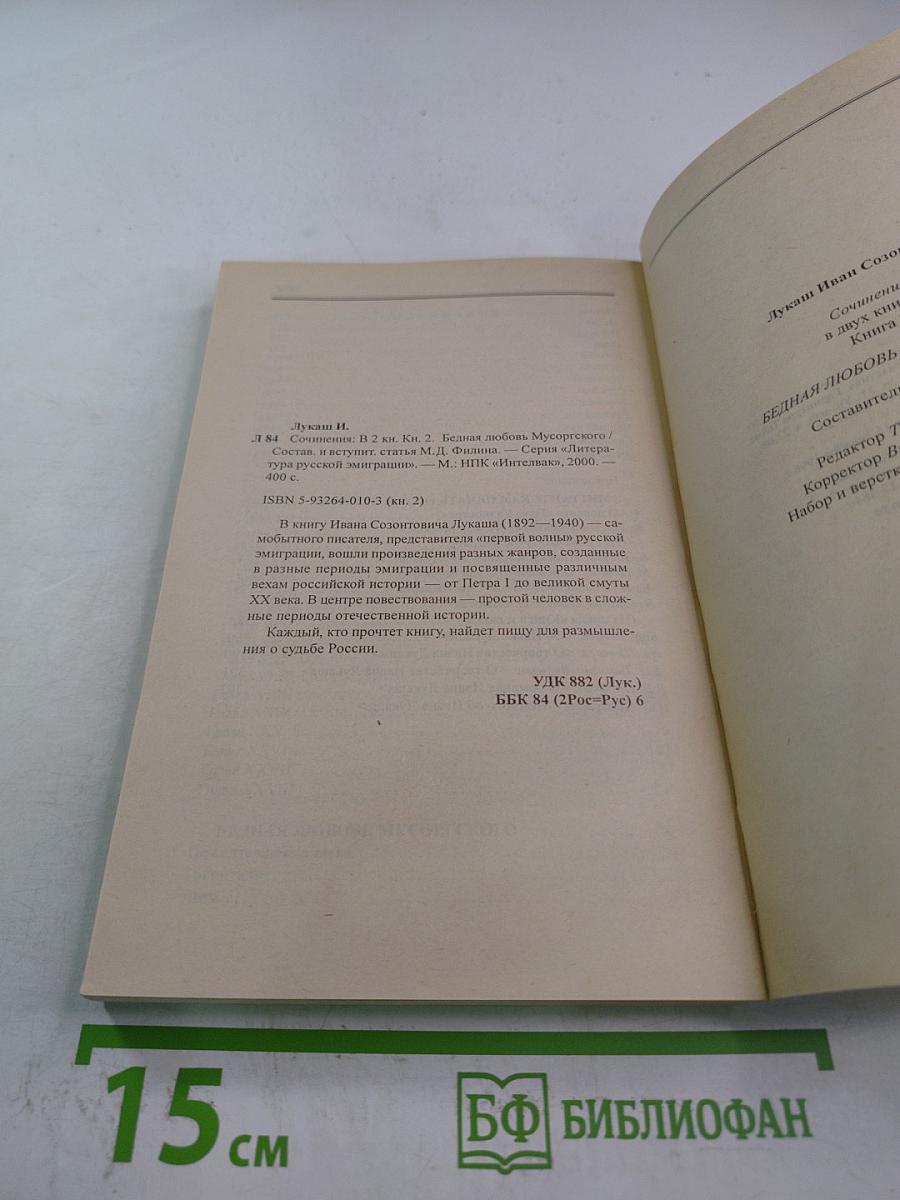 Лукаш И.
Л 84 Сочинения: В 2 кн. Кн. 2. Бедная любовь Мусоргского /
Состав. и вступит. статья М.Д. Филина. — Серия «Литера-
тура русской эмиграции». — М.: НПК «Интелвак», 2000. —
400 с.
ISBN 5-93264-010-3 (кн. 2)
В книгу Ивана Созонтовича Лукаша (1892—1940) — са-
мобытного писателя, представителя «первой волны» русской
эмиграции, вошли произведения разных жанров, созданные
в разные периоды эмиграции и посвященные различным
вехам российской истории — от Петра I до великой смуты
XX века. В центре повествования — простой человек в слож-
ные периоды отечественной истории.
Каждый, кто прочтет книгу, найдет пищу для размышле-
ния о судьбе России.
УДК 882 (Лук.)
ББК 84 (2Рос=Рус) 6
Лукаш Иван Созон
Сочинени
в двух кни
Книга
БЕДНАЯ ЛЮБОВЬ
Составитель
Редактор Т
Корректор В
Набор и верстк
15 см
БФ БИБЛИОФАН